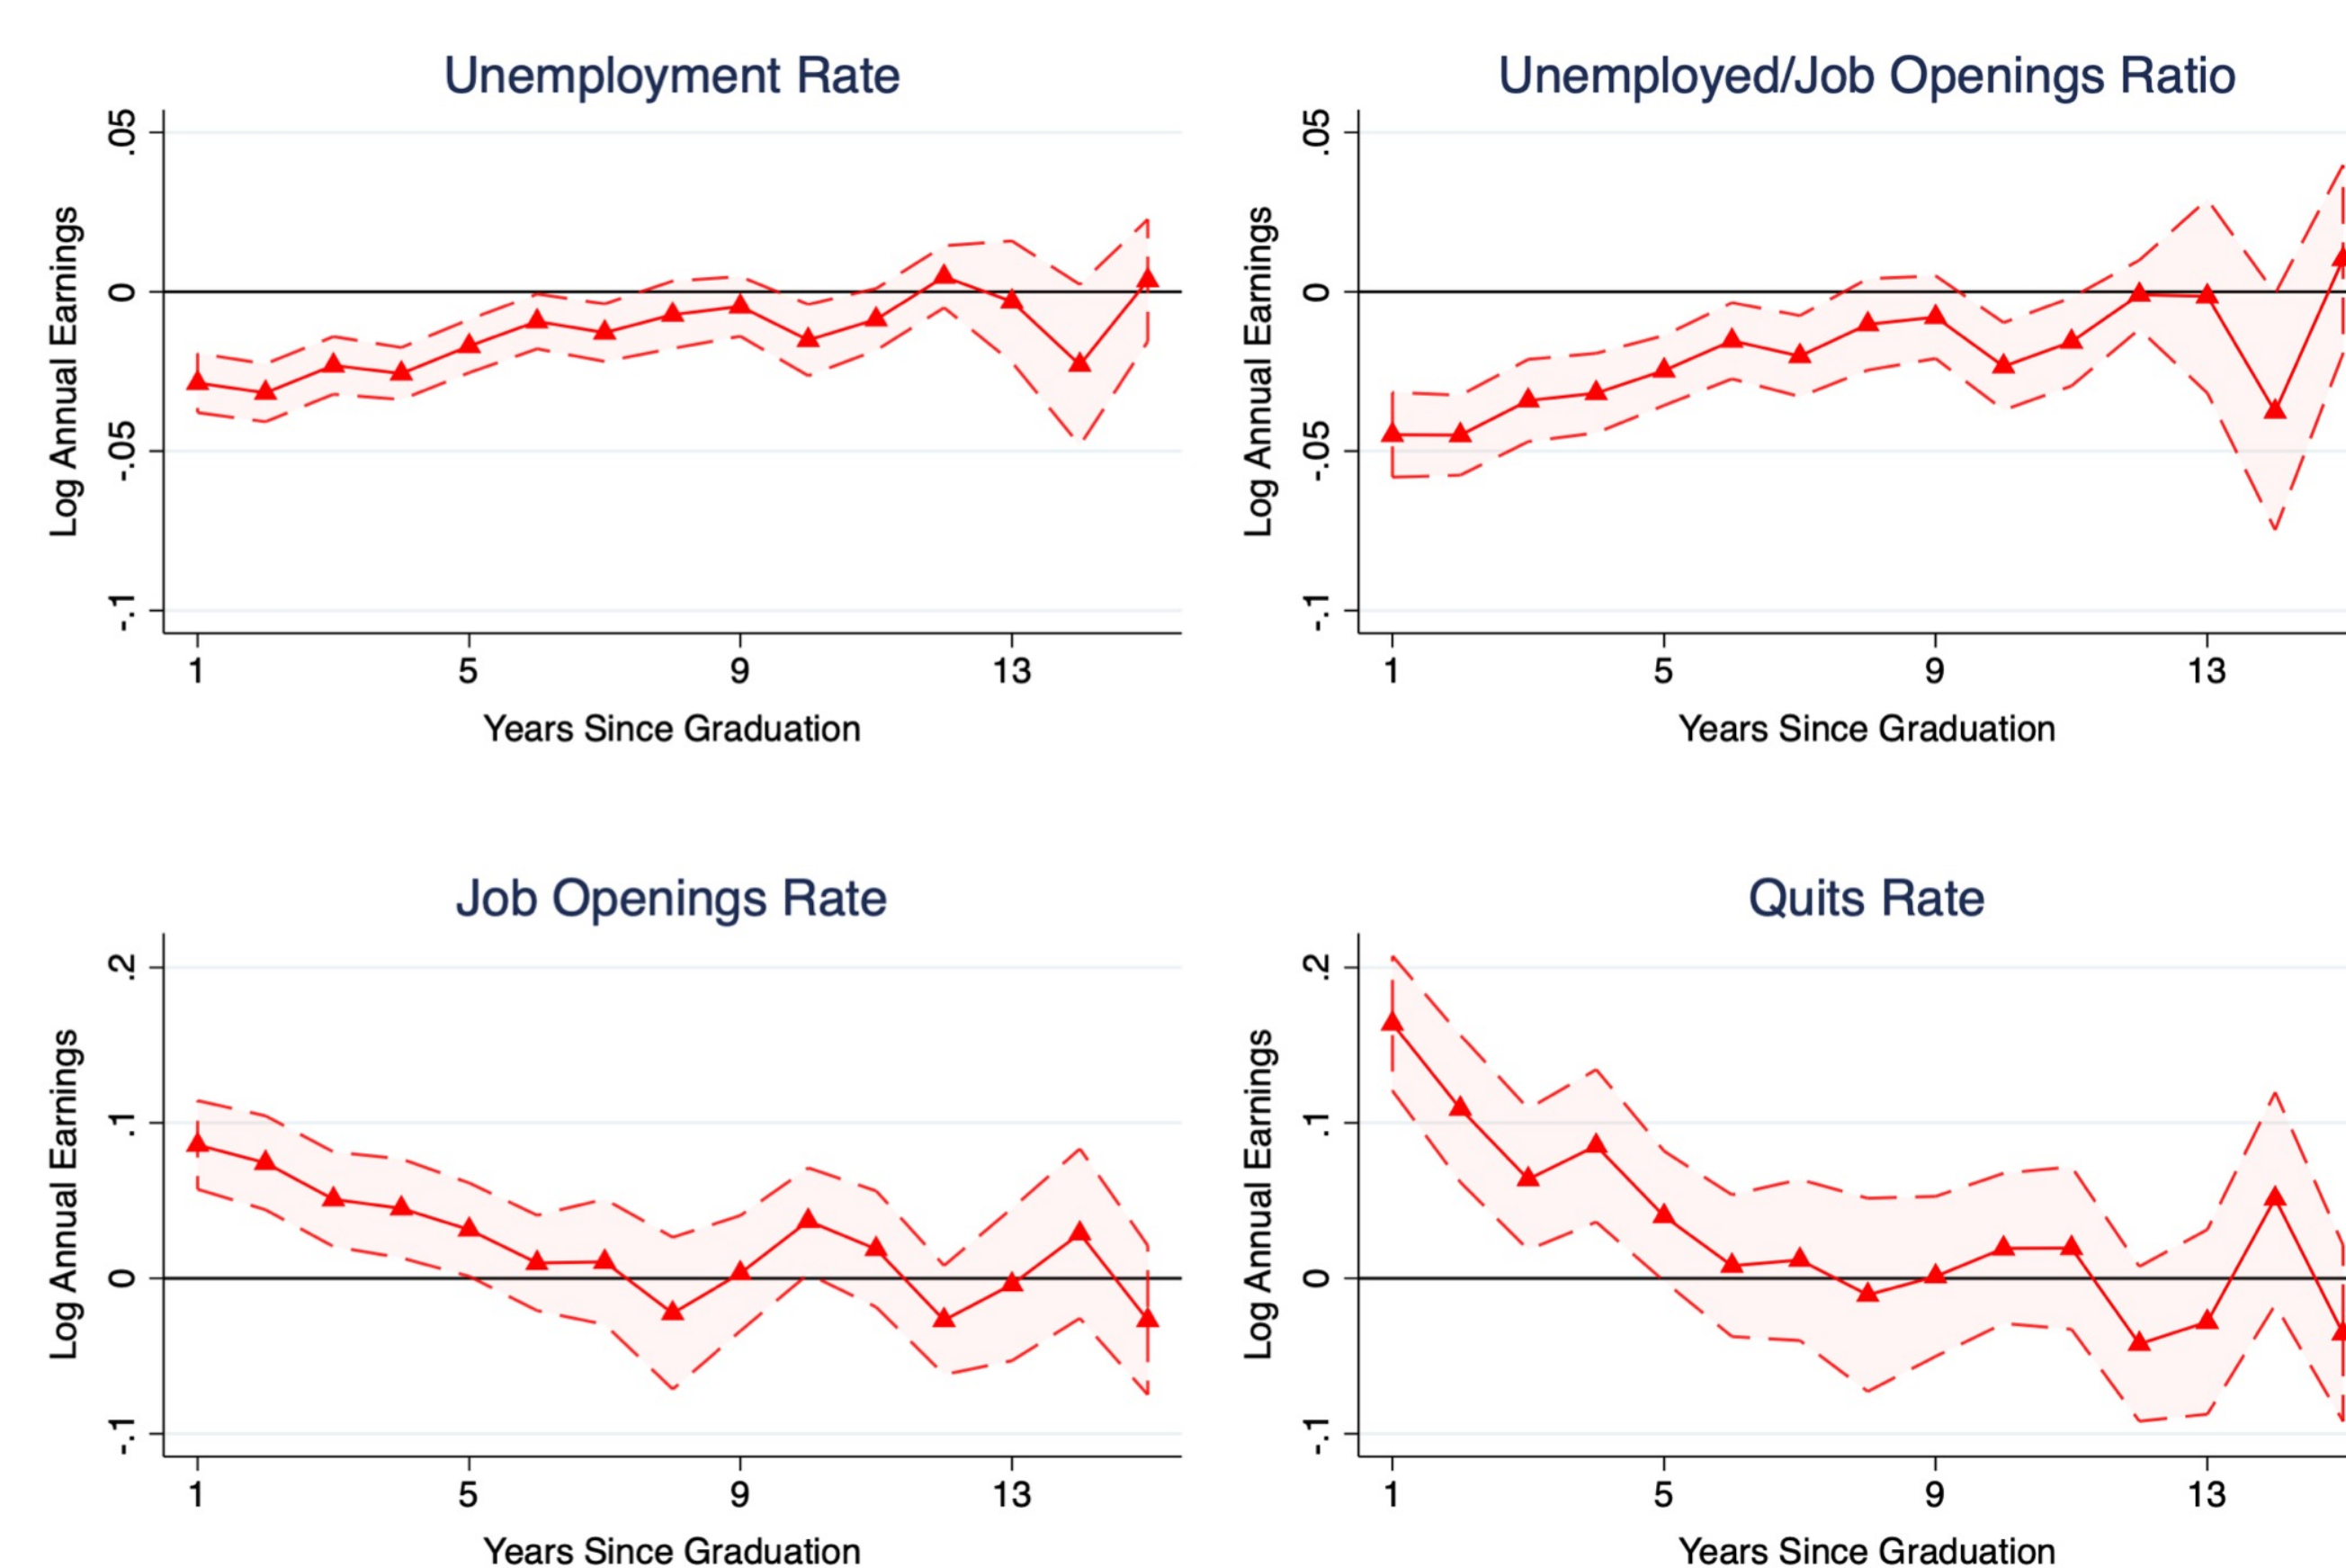 Unemployment Rate
Log Annual Earnings
.05
0
-.05
-.1
1 5 9 13
Years Since Graduation
Unemployed/Job Openings Ratio
Log Annual Earnings
.05
0
-.05
-.1
1 5 9 13
Years Since Graduation
Job Openings Rate
Log Annual Earnings
.2
.1
0
-.1
1 5 9 13
Years Since Graduation
Quits Rate
Log Annual Earnings
.2
.1
0
-.1
1 5 9 13
Years Since Graduation